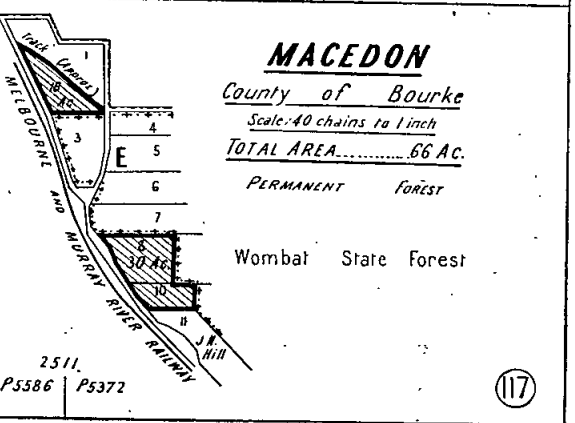 MACEDON
County of Bourke
Scale: 40 chains to 1 inch
TOTAL AREA.............. 66 Ac.
PERMANENT FOREST
Wombat State Forest
Track (Approx)
1
18
Ac
3
4
E
5
6
7
8
30 Ac
10
11
J.H.
Hill
MELBOURNE AND MURRAY RIVER RAILWAY
2511
P5586 P5372
117